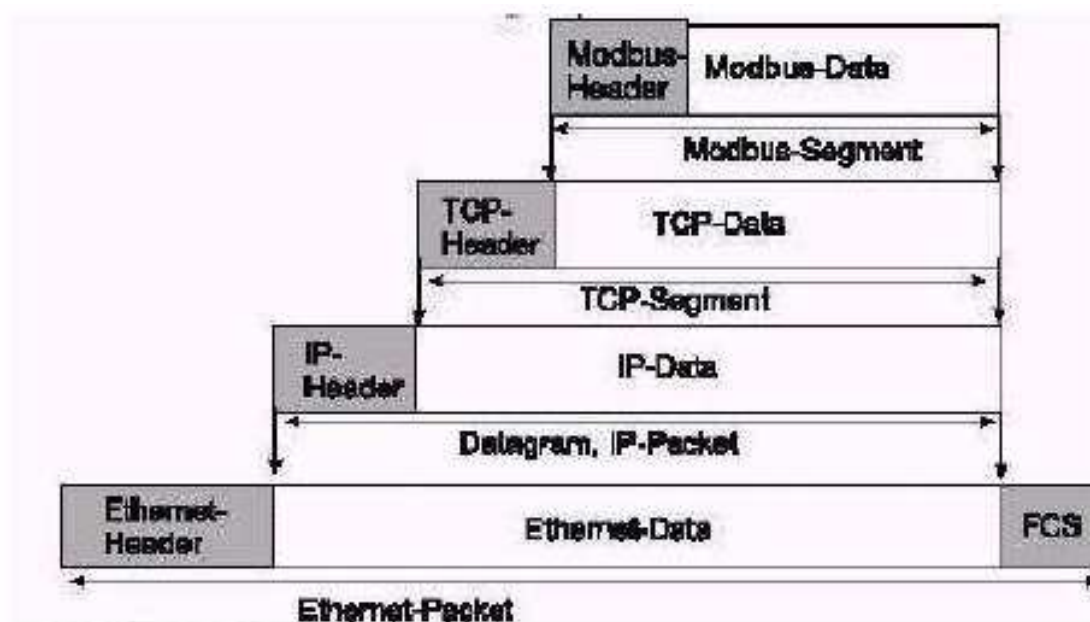 Modbus-
Header
Modbus-Data
Modbus-Segment
TCP-
Header
TCP-Data
TCP-Segment
IP-
Header
IP-Data
Datagram, IP-Packet
Ethernet-
Header
Ethernet-Data
FCS
Ethernet-Packet